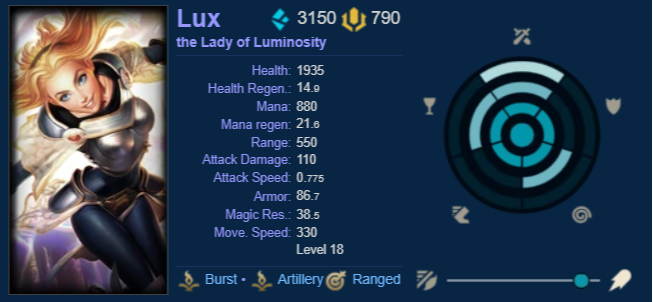 Lux 3150 790
the Lady of Luminosity
Health: 1935
Health Regen.: 14.9
Mana: 880
Mana regen: 21.6
Range: 550
Attack Damage: 110
Attack Speed: 0.775
Armor: 86.7
Magic Res.: 38.5
Move. Speed: 330
Level 18
Burst • Artillery Ranged